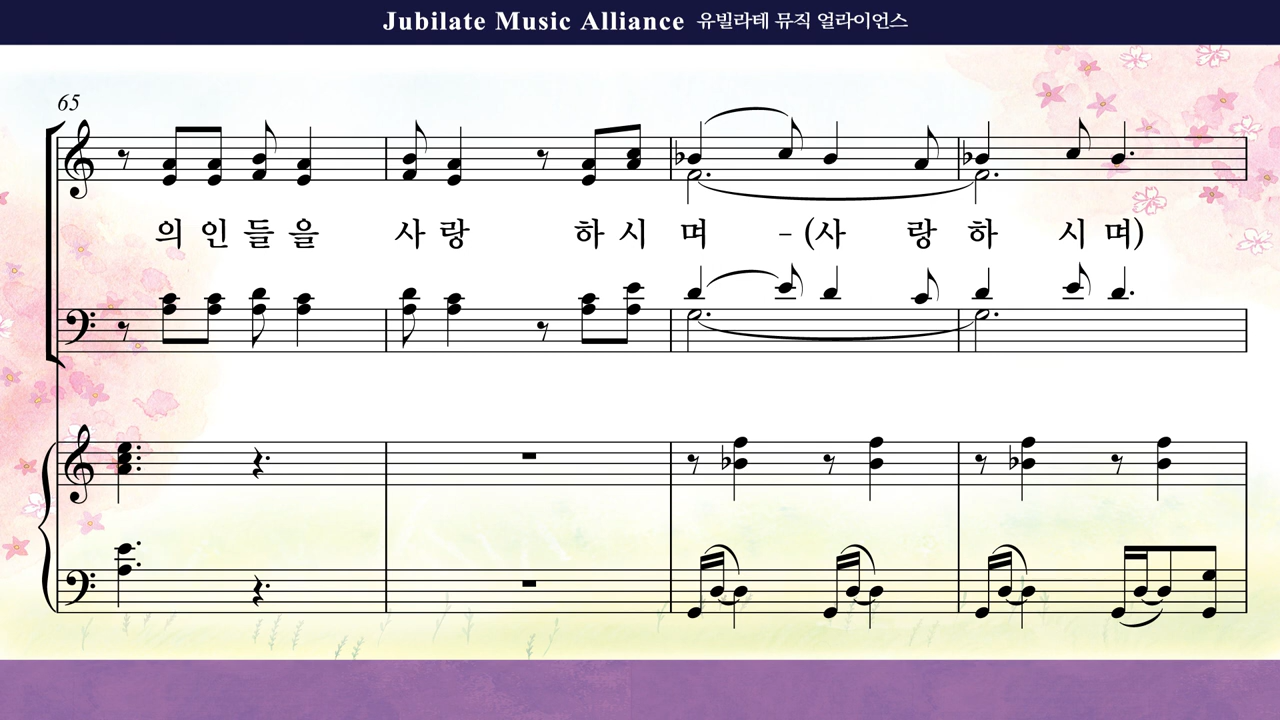 Jubilate Music Alliance 유빌라테 뮤직 얼라이언스
65
의 인 들 을 사 랑 하 시 며 - (사 랑 하 시 며)